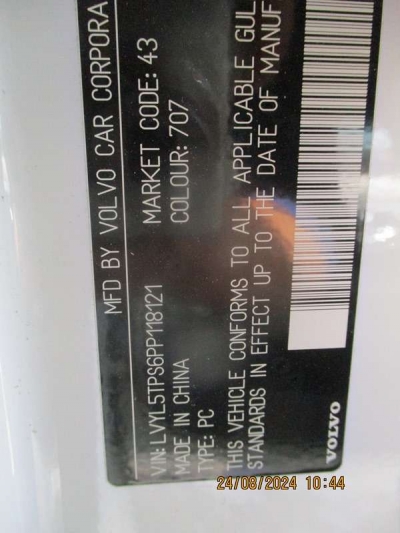 MFD BY VOLVO CAR CORPORA
VIN: LVYL5TPS6PP118121 MARKET CODE: 43
MADE IN CHINA COLOUR: 707
TYPE: PC
THIS VEHICLE CONFORMS TO ALL APPLICABLE GUL
STANDARDS IN EFFECT UP TO THE DATE OF MANUF
VOLVO
24/08/2024 10:44